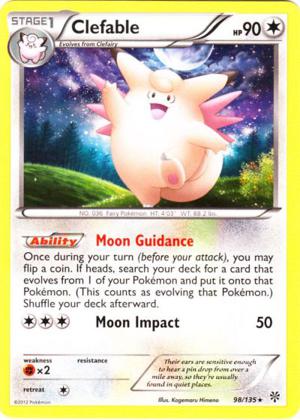 STAGE1
Clefable
HP90
Evolves from Clefairy
NO. 036 Fairy Pokémon HT: 4'03" WT: 88.2 lbs.
Ability Moon Guidance
Once during your turn (before your attack), you may
flip a coin. If heads, search your deck for a card that
evolves from 1 of your Pokémon and put it onto that
Pokémon. (This counts as evolving that Pokémon.)
Shuffle your deck afterward.
Moon Impact 50
weakness resistance
×2
retreat
Their ears are sensitive enough
to hear a pin drop from over a
mile away, so they're usually
found in quiet places.
Illus. Kagemaru Himeno
98/135
©2012 Pokémon